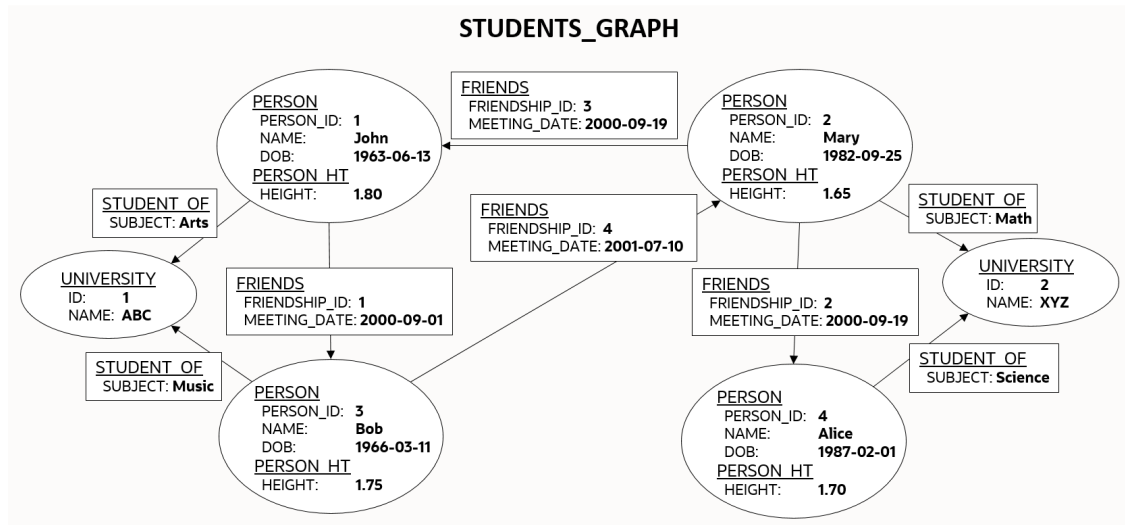 STUDENTS_GRAPH
FRIENDS
FRIENDSHIP_ID: 3
MEETING_DATE: 2000-09-19
PERSON
PERSON_ID: 1
NAME: John
DOB: 1963-06-13
PERSON_HT
HEIGHT: 1.80
PERSON
PERSON_ID: 2
NAME: Mary
DOB: 1982-09-25
PERSON_HT
HEIGHT: 1.65
STUDENT_OF
SUBJECT: Arts
FRIENDS
FRIENDSHIP_ID: 4
MEETING_DATE: 2001-07-10
STUDENT_OF
SUBJECT: Math
UNIVERSITY
ID: 1
NAME: ABC
FRIENDS
FRIENDSHIP_ID: 1
MEETING_DATE: 2000-09-01
FRIENDS
FRIENDSHIP_ID: 2
MEETING_DATE: 2000-09-19
UNIVERSITY
ID: 2
NAME: XYZ
STUDENT_OF
SUBJECT: Music
STUDENT_OF
SUBJECT: Science
PERSON
PERSON_ID: 3
NAME: Bob
DOB: 1966-03-11
PERSON_HT
HEIGHT: 1.75
PERSON
PERSON_ID: 4
NAME: Alice
DOB: 1987-02-01
PERSON_HT
HEIGHT: 1.70